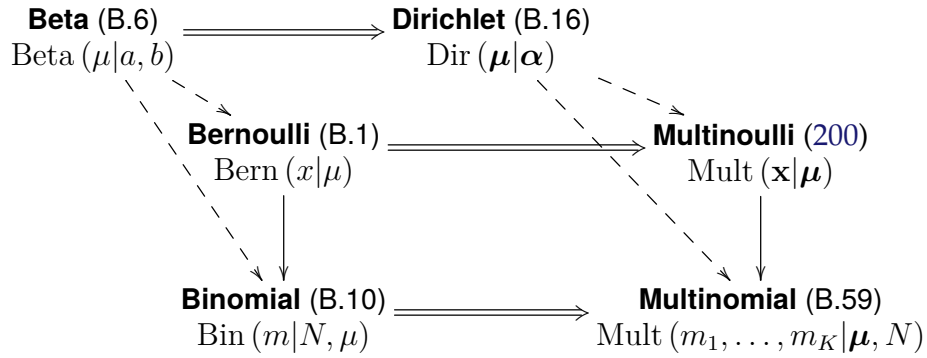 Beta (B.6)
Beta (μ|a, b)
Dirichlet (B.16)
Dir (μ|α)
Bernoulli (B.1)
Bern (x|μ)
Multinoulli (200)
Mult (x|μ)
Binomial (B.10)
Bin (m|N, μ)
Multinomial (B.59)
Mult (m₁, . . . , m_K|μ, N)